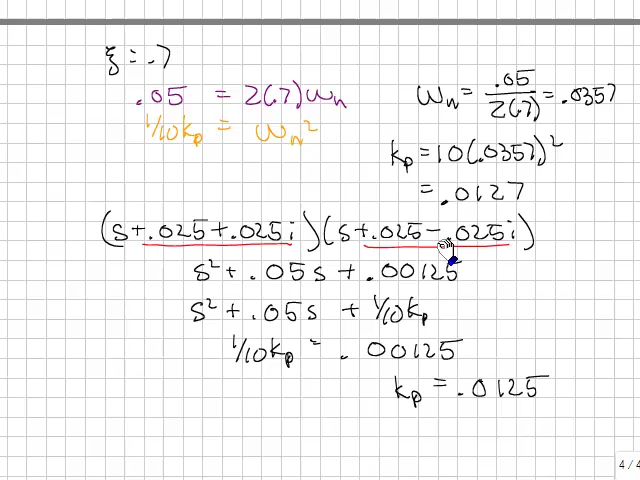 ξ = .7
.05 = 2(.7)ωn
1/10kp = ωn²
ωn = .05/2(.7) = .0357
kp = 10(.0357)²
= .0127
(s+.025+.025i)(s+.025-.025i)
s² + .05s + .00125
s² + .05s + 1/10kp
1/10kp = .00125
kp = .0125
4 / 4